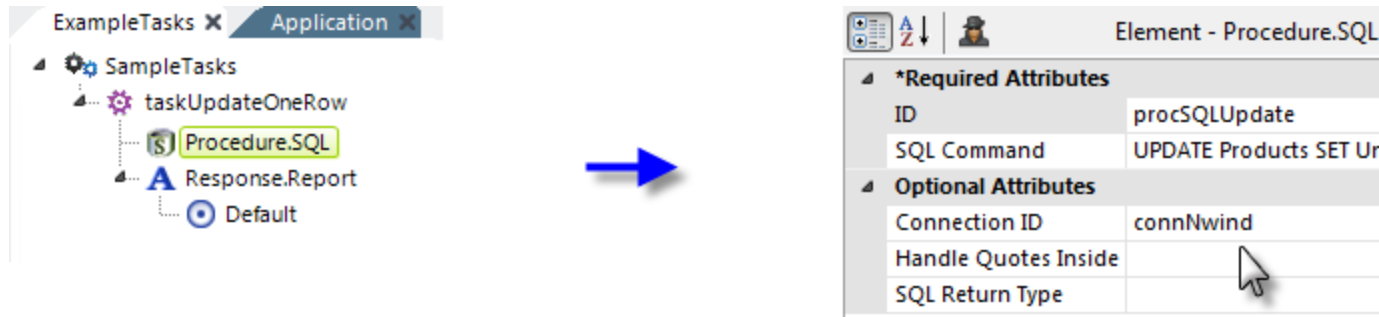 ExampleTasks
Application
SampleTasks
taskUpdateOneRow
Procedure.SQL
Response.Report
Default
Element - Procedure.SQL
*Required Attributes
ID procSQLUpdate
SQL Command UPDATE Products SET Un
Optional Attributes
Connection ID connNwind
Handle Quotes Inside
SQL Return Type